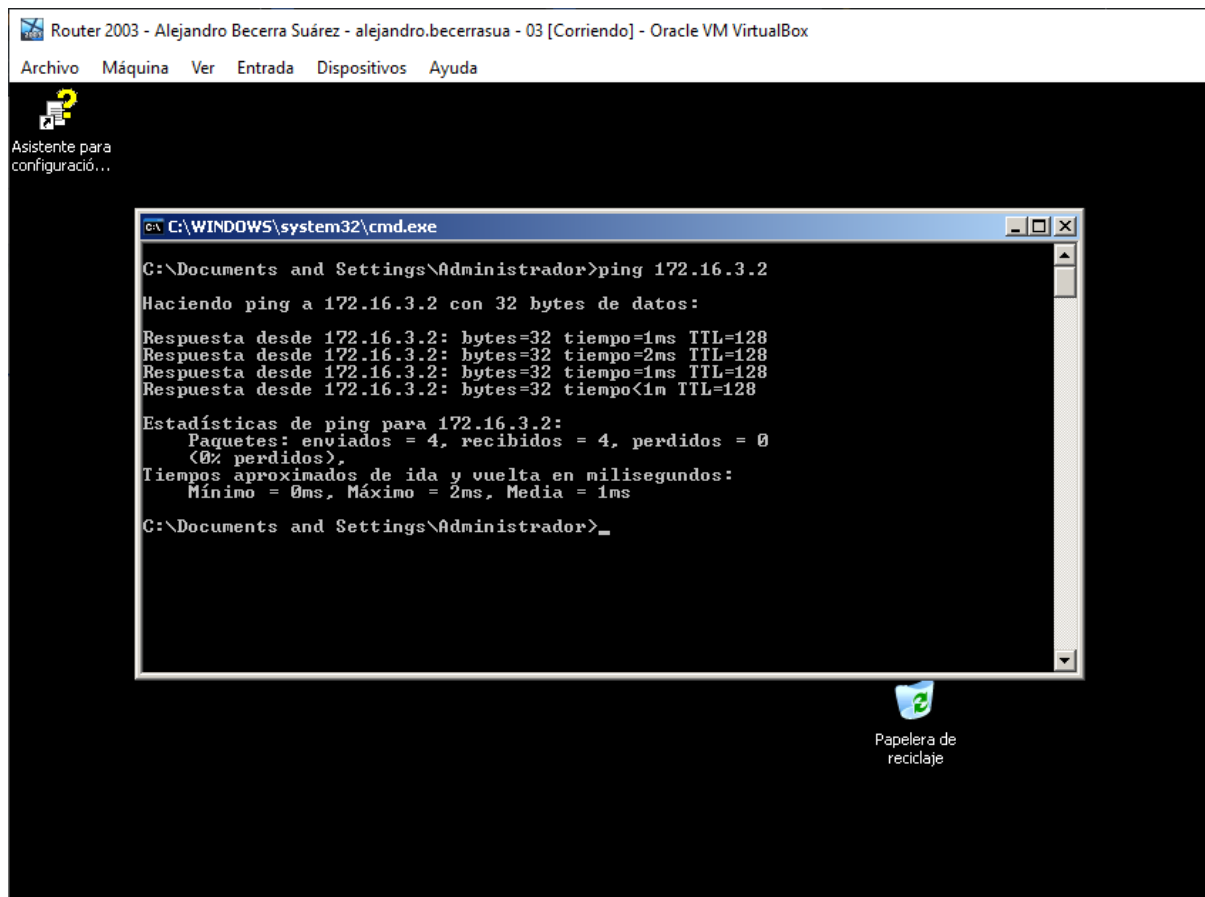 Router 2003 - Alejandro Becerra Suárez - alejandro.becerrasua - 03 [Corriendo] - Oracle VM VirtualBox
Archivo Máquina Ver Entrada Dispositivos Ayuda
Asistente para
configuració...
C:\WINDOWS\system32\cmd.exe
C:\Documents and Settings\Administrador>ping 172.16.3.2
Haciendo ping a 172.16.3.2 con 32 bytes de datos:
Respuesta desde 172.16.3.2: bytes=32 tiempo=1ms TTL=128
Respuesta desde 172.16.3.2: bytes=32 tiempo=2ms TTL=128
Respuesta desde 172.16.3.2: bytes=32 tiempo=1ms TTL=128
Respuesta desde 172.16.3.2: bytes=32 tiempo<1m TTL=128
Estadísticas de ping para 172.16.3.2:
Paquetes: enviados = 4, recibidos = 4, perdidos = 0
(0% perdidos),
Tiempos aproximados de ida y vuelta en milisegundos:
Mínimo = 0ms, Máximo = 2ms, Media = 1ms
C:\Documents and Settings\Administrador>_
Papelera de
reciclaje